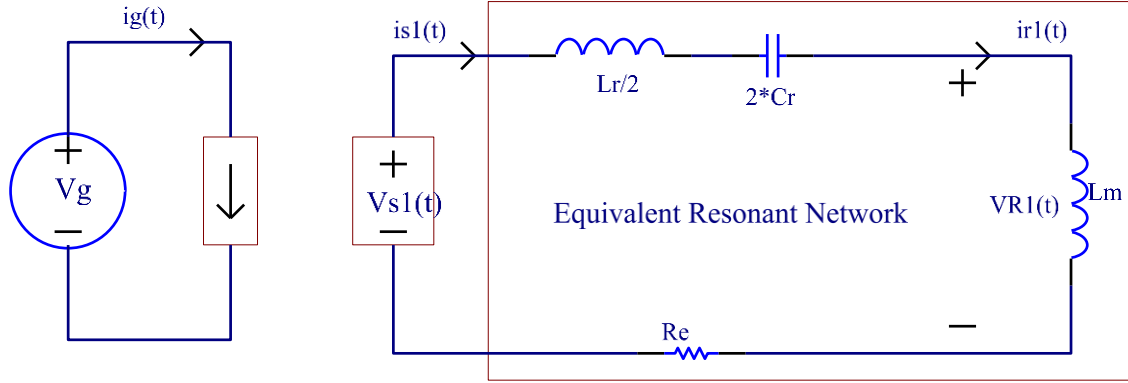 ig(t)
Vg
is1(t)
Lr/2
2*Cr
ir1(t)
Vs1(t)
Equivalent Resonant Network
VR1(t)
Lm
Re